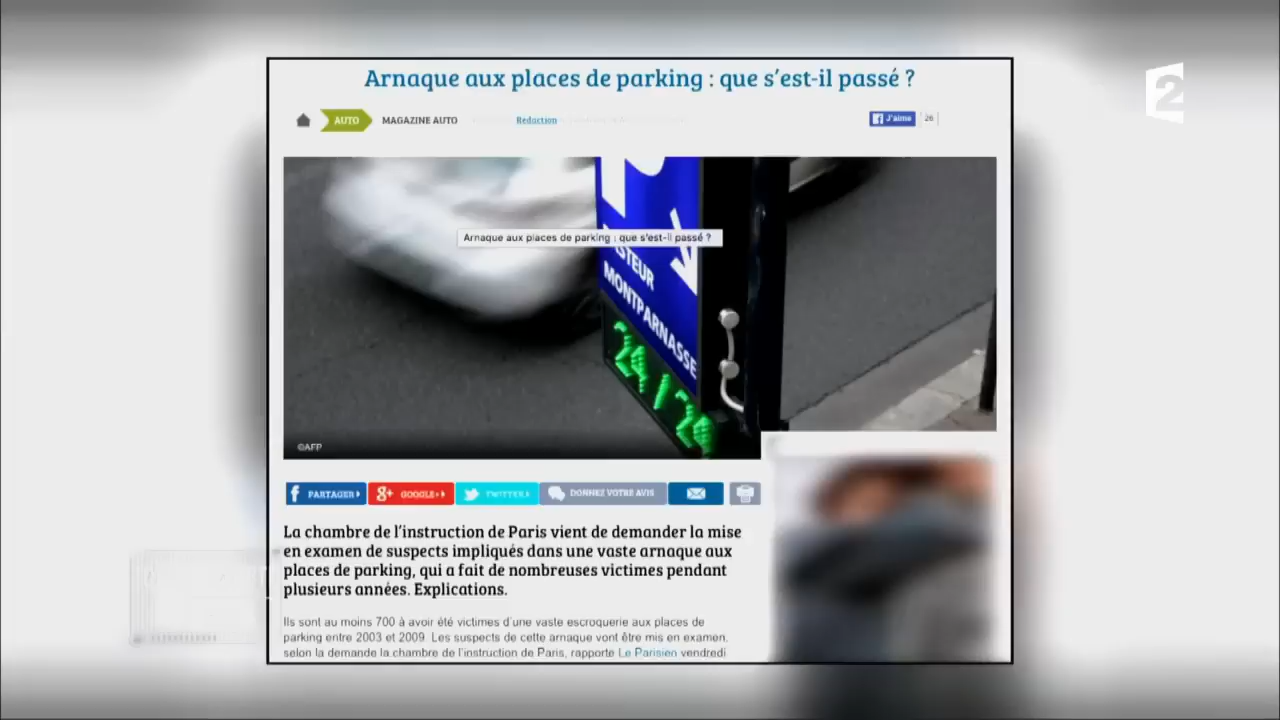 Arnaque aux places de parking : que s'est-il passé ?
2
AUTO
MAGAZINE AUTO
Redaction
J'aime
26
Arnaque aux places de parking : que s'est-il passé ?
MONTPARNASSE
24/24
©AFP
PARTAGER
GOOGLE+
TWITTER
DONNEZ VOTRE AVIS
La chambre de l'instruction de Paris vient de demander la mise
en examen de suspects impliqués dans une vaste arnaque aux
places de parking, qui a fait de nombreuses victimes pendant
plusieurs années. Explications.
Ils sont au moins 700 à avoir été victimes d'une vaste escroquerie aux places de
parking entre 2003 et 2009. Les suspects de cette arnaque vont être mis en examen,
selon la demande la chambre de l'instruction de Paris, rapporte Le Parisien vendredi